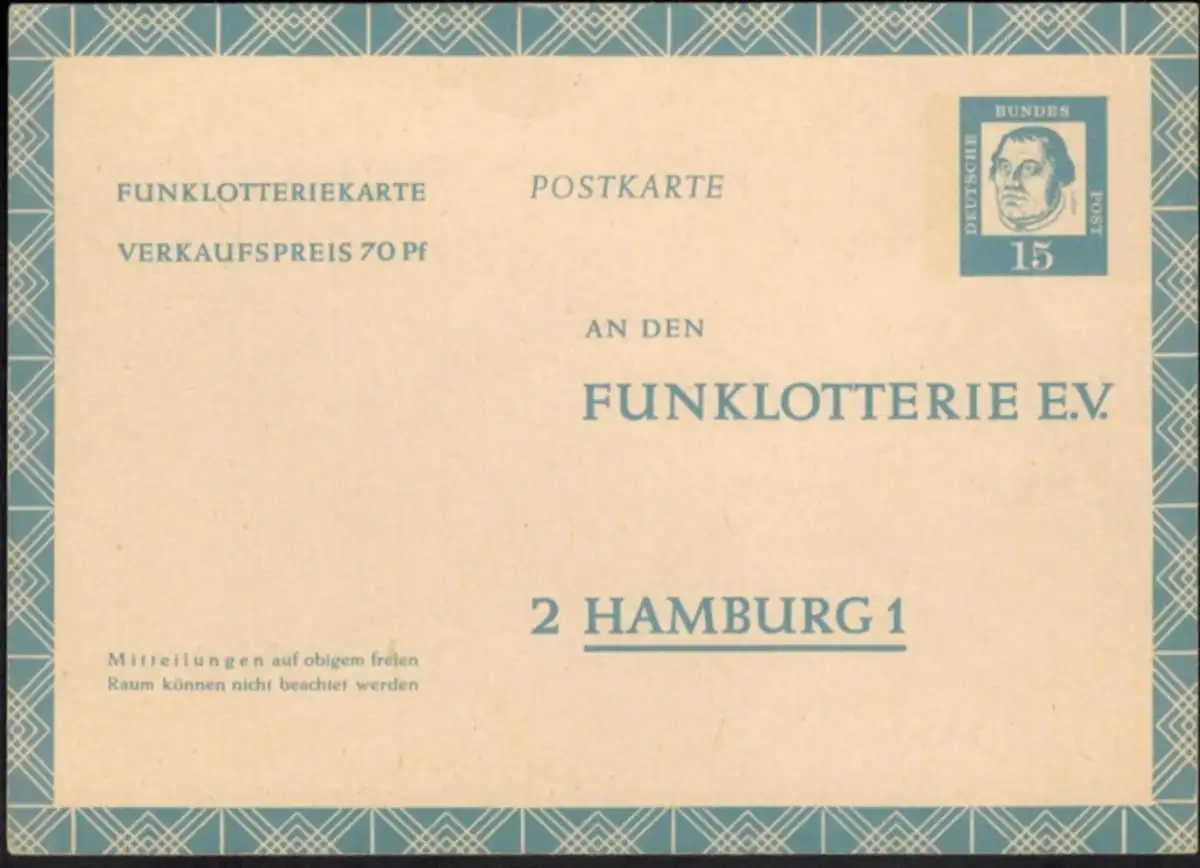 BUNDES
DEUTSCHE
POST
15
FUNKLOTTERIEKARTE
POSTKARTE
VERKAUFSPREIS 70 Pf
AN DEN
FUNKLOTTERIE E.V.
2 HAMBURG 1
Mitteilungen auf obigem freien
Raum können nicht beachtet werden